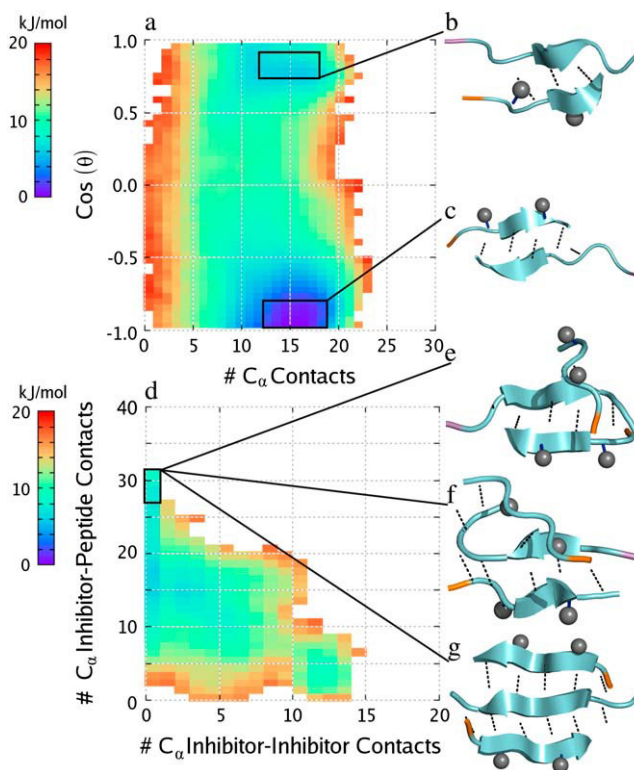 kJ/mol
20
10
0
a
Cos (θ)
1.0
0.5
0.0
-0.5
-1.0
0 5 10 15 20 25 30
# Cα Contacts
b
c
kJ/mol
20
10
0
d
# Cα Inhibitor-Peptide Contacts
40
30
20
10
0
0 10 20
# Cα Inhibitor-Inhibitor Contacts
e
f
g